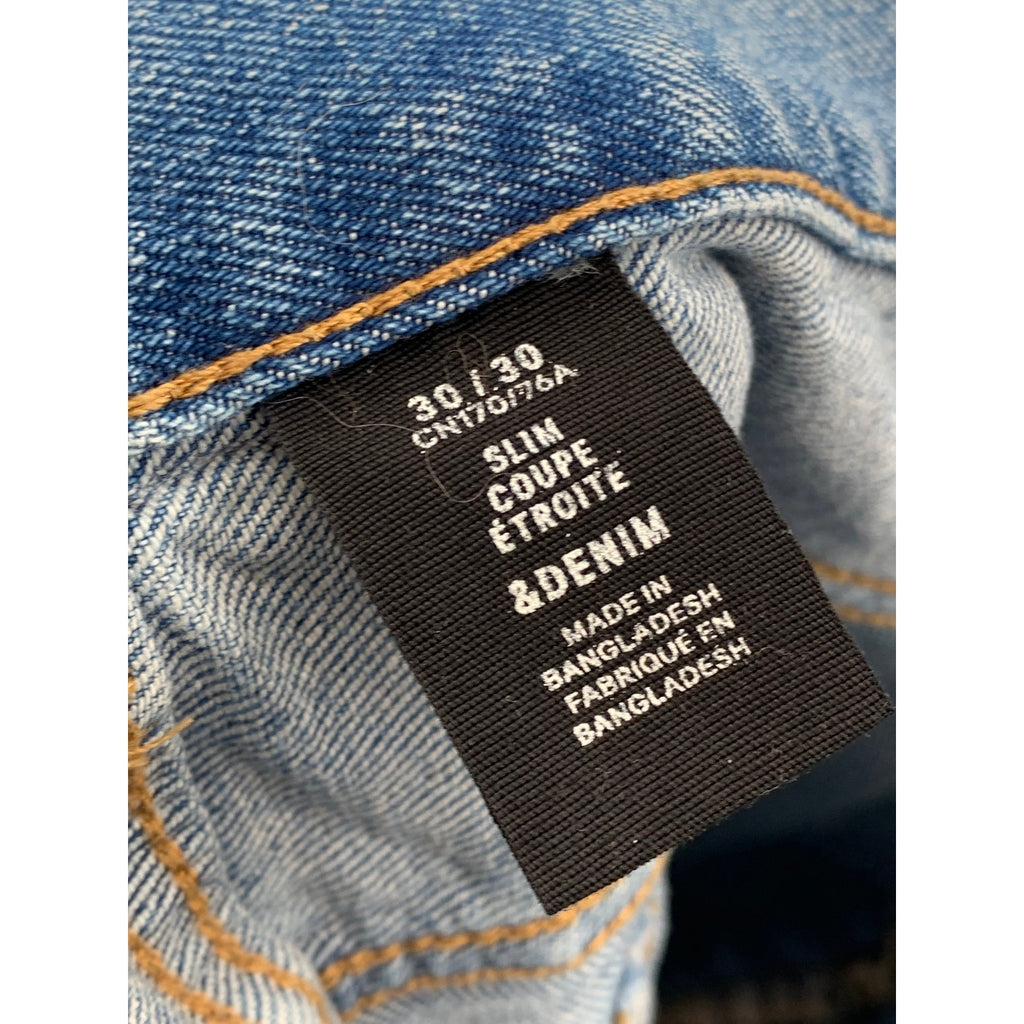 30 / 30
CN170/76A
SLIM
COUPE
ÉTROITE
&DENIM
MADE IN
BANGLADESH
FABRIQUÉ EN
BANGLADESH